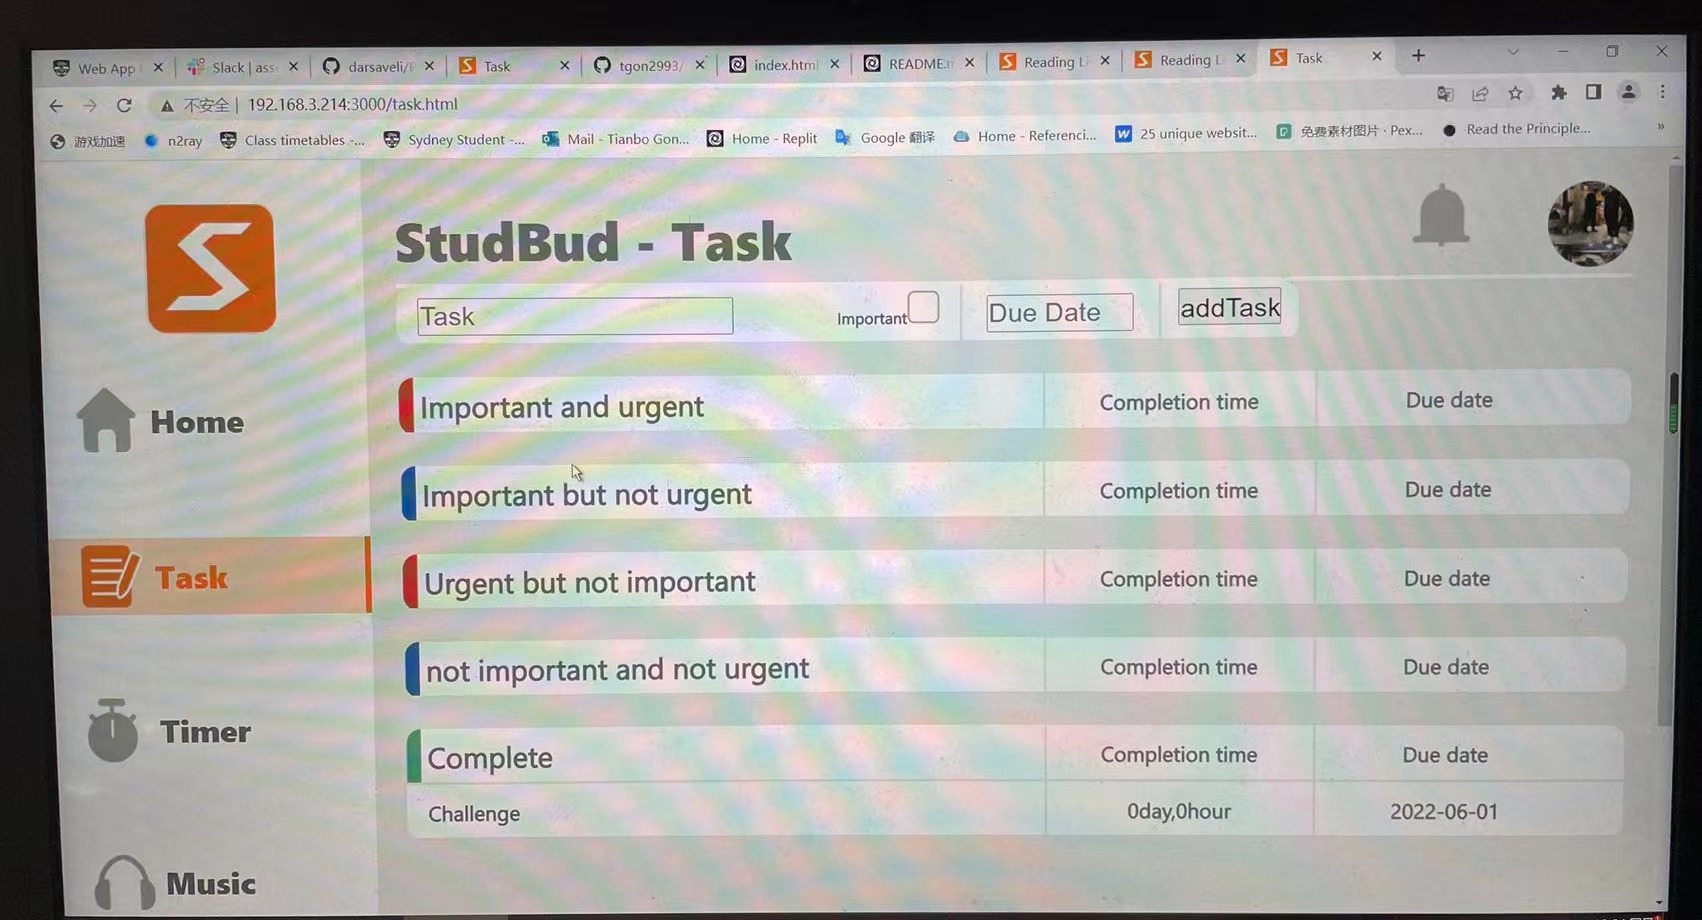 Web App
Slack | ass
darsaveli/
Task
tgon2993/
index.html
README.
Reading L
Reading L
Task
不安全 | 192.168.3.214:3000/task.html
游戏加速
n2ray
Class timetables -...
Sydney Student -...
Mail - Tianbo Gon...
Home - Replit
Google 翻译
Home - Referenci...
25 unique websit...
免费素材图片 · Pex...
Read the Principle...
»
StudBud - Task
Task
Important
Due Date
addTask
Important and urgent
Completion time
Due date
Important but not urgent
Completion time
Due date
Urgent but not important
Completion time
Due date
not important and not urgent
Completion time
Due date
Complete
Completion time
Due date
Challenge
0day,0hour
2022-06-01
Home
Task
Timer
Music